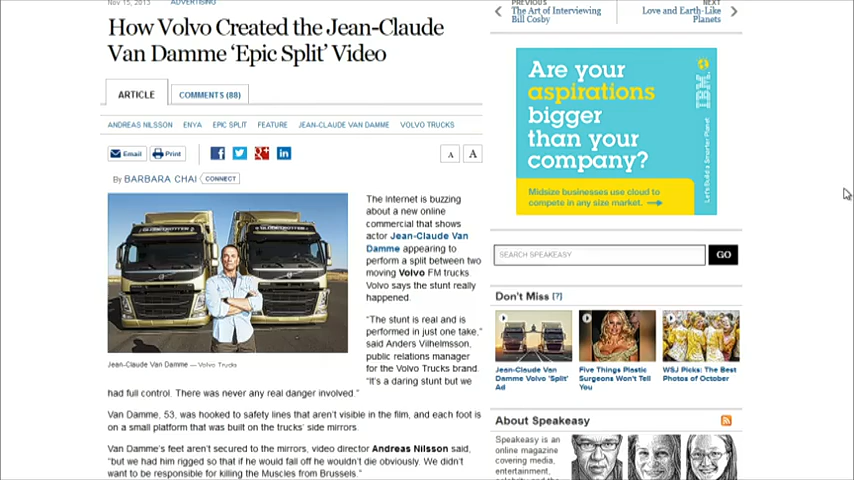 Nov 15, 2013
ADVERTISING
How Volvo Created the Jean-Claude
Van Damme ‘Epic Split’ Video
ARTICLE
COMMENTS (88)
ANDREAS NILSSON
ENYA
EPIC SPLIT
FEATURE
JEAN-CLAUDE VAN DAMME
VOLVO TRUCKS
Email
Print
A
A
By BARBARA CHAI
CONNECT
Jean-Claude Van Damme — Volvo Trucks
The Internet is buzzing
about a new online
commercial that shows
actor Jean-Claude Van
Damme appearing to
perform a split between two
moving Volvo FM trucks.
Volvo says the stunt really
happened.
“The stunt is real and is
performed in just one take,”
said Anders Vilhelmsson,
public relations manager
for the Volvo Trucks brand.
“It’s a daring stunt but we
had full control. There was never any real danger involved.”
Van Damme, 53, was hooked to safety lines that aren’t visible in the film, and each foot is
on a small platform that was built on the trucks’ side mirrors.
Van Damme’s feet aren’t secured to the mirrors, video director Andreas Nilsson said,
“but we had him rigged so that if he would fall off he wouldn’t die obviously. We didn’t
want to be responsible for killing the Muscles from Brussels.”
PREVIOUS
The Art of Interviewing
Bill Cosby
NEXT
Love and Earth-Like
Planets
Are your
aspirations
bigger
than your
company?
Midsize businesses use cloud to
compete in any size market.
IBM
Let's Build a Smarter Planet
SEARCH SPEAKEASY
GO
Don't Miss [?]
Jean-Claude Van
Damme Volvo 'Split'
Ad
Five Things Plastic
Surgeons Won't Tell
You
WSJ Picks: The Best
Photos of October
About Speakeasy
Speakeasy is an
online magazine
covering media,
entertainment,